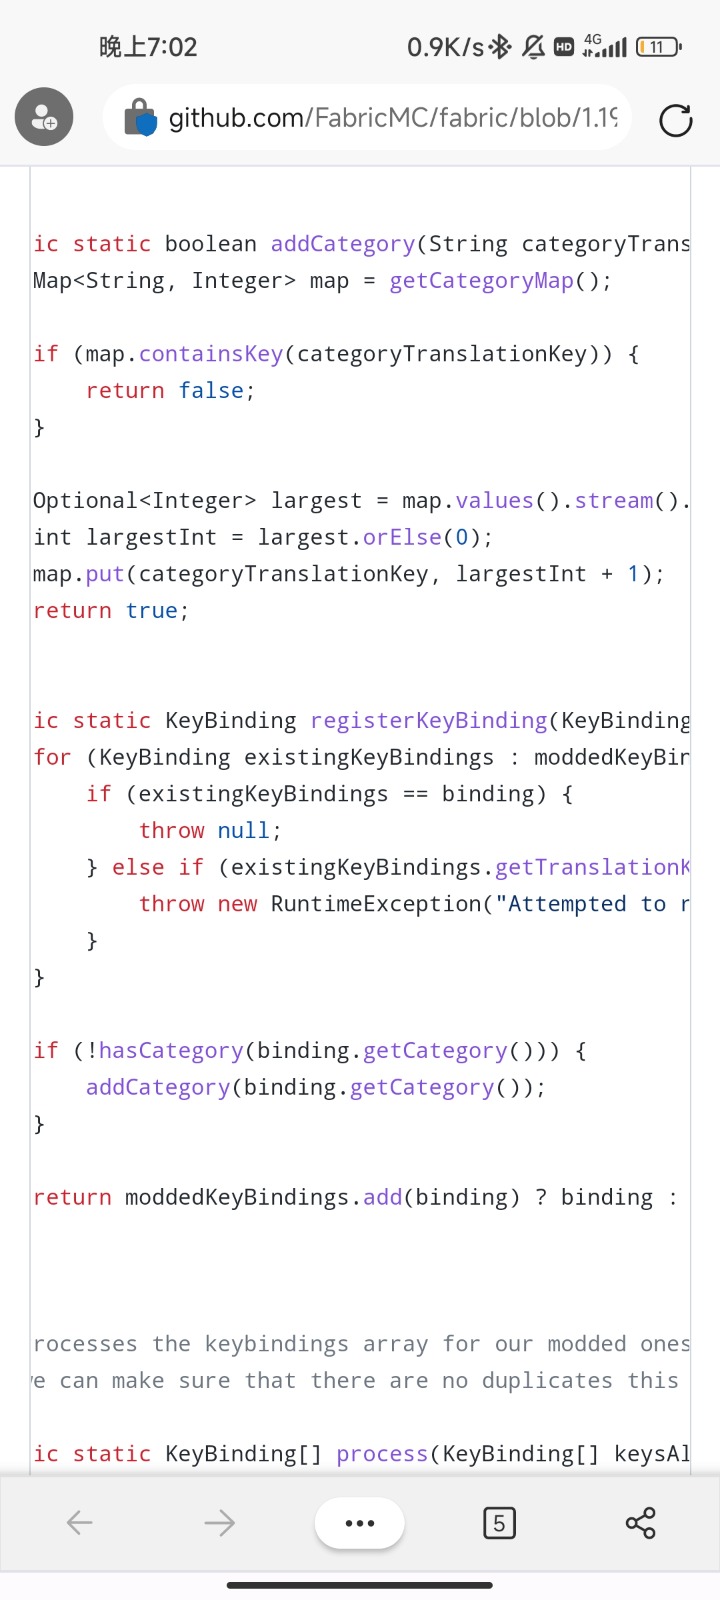 晚上7:02 0.9K/s HD 4G 11
github.com/FabricMC/fabric/blob/1.19
ic static boolean addCategory(String categoryTrans
Map<String, Integer> map = getCategoryMap();
if (map.containsKey(categoryTranslationKey)) {
return false;
}
Optional<Integer> largest = map.values().stream().
int largestInt = largest.orElse(0);
map.put(categoryTranslationKey, largestInt + 1);
return true;
ic static KeyBinding registerKeyBinding(KeyBinding
for (KeyBinding existingKeyBindings : moddedKeyBin
if (existingKeyBindings == binding) {
throw null;
} else if (existingKeyBindings.getTranslationK
throw new RuntimeException("Attempted to r
}
}
if (!hasCategory(binding.getCategory())) {
addCategory(binding.getCategory());
}
return moddedKeyBindings.add(binding) ? binding :
rocesses the keybindings array for our modded ones
e can make sure that there are no duplicates this
ic static KeyBinding[] process(KeyBinding[] keysAl
5